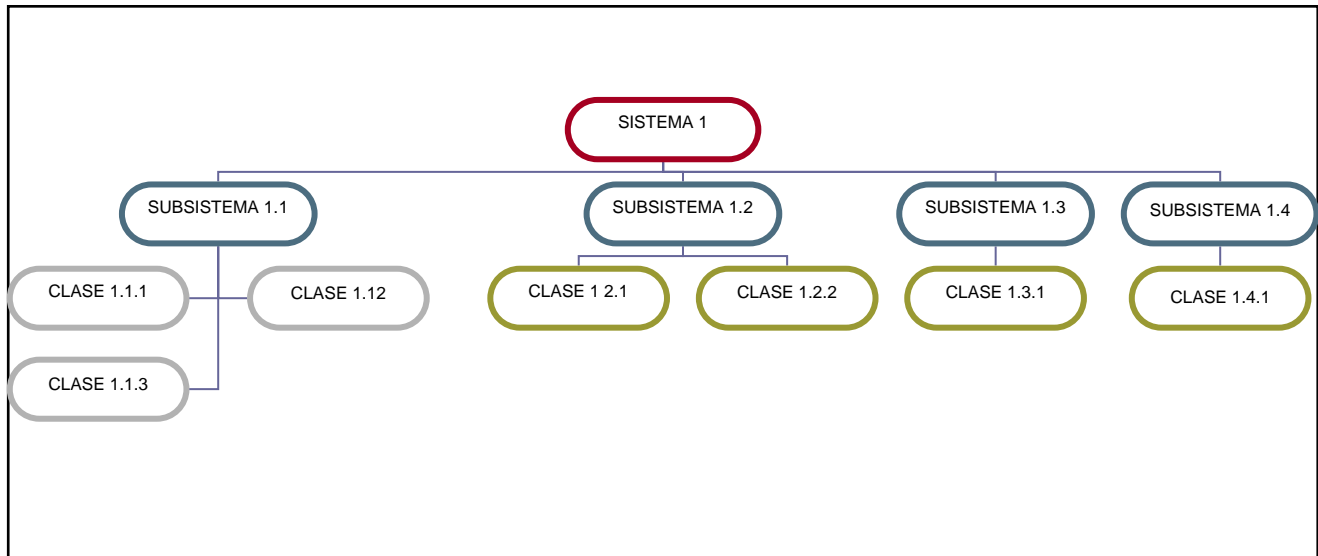 SISTEMA 1
SUBSISTEMA 1.1
SUBSISTEMA 1.2
SUBSISTEMA 1.3
SUBSISTEMA 1.4
CLASE 1.1.1
CLASE 1.12
CLASE 1 2.1
CLASE 1.2.2
CLASE 1.3.1
CLASE 1.4.1
CLASE 1.1.3